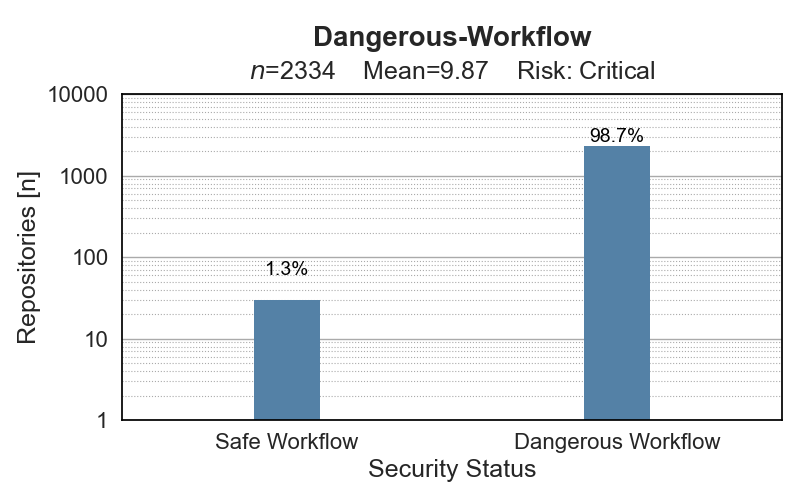 Dangerous-Workflow
n=2334 Mean=9.87 Risk: Critical
10000
1000
100
10
1
Repositories [n]
98.7%
1.3%
Safe Workflow Dangerous Workflow
Security Status